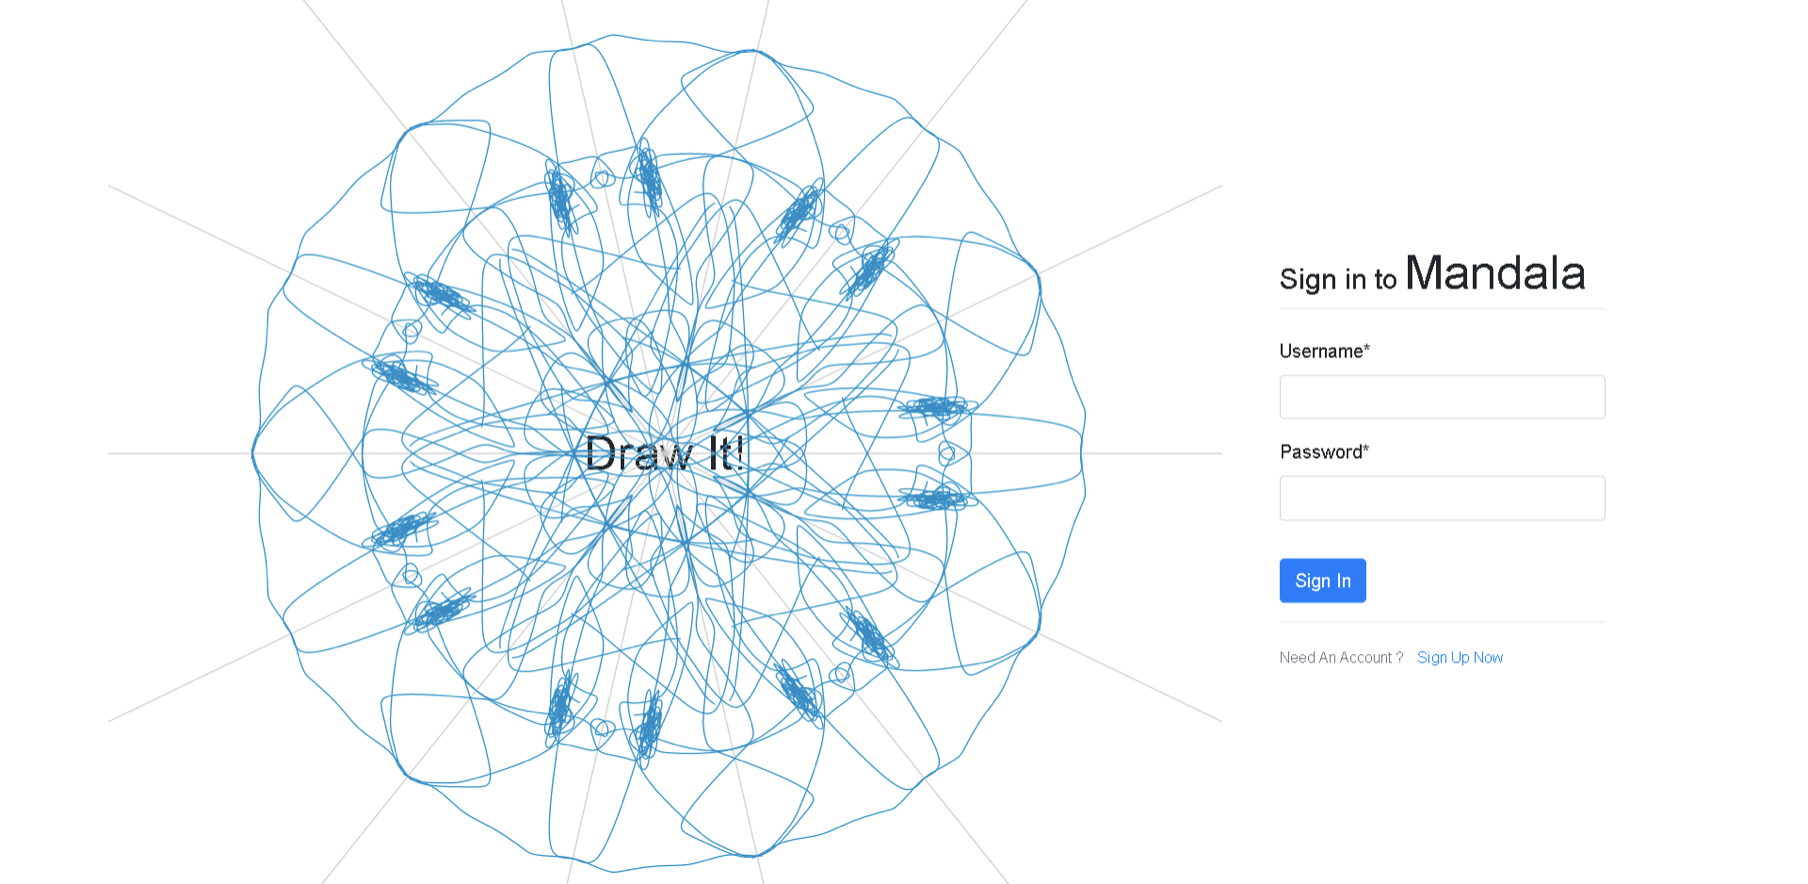 Draw It!
Sign in to Mandala
Username*
Password*
Sign In
Need An Account ? Sign Up Now